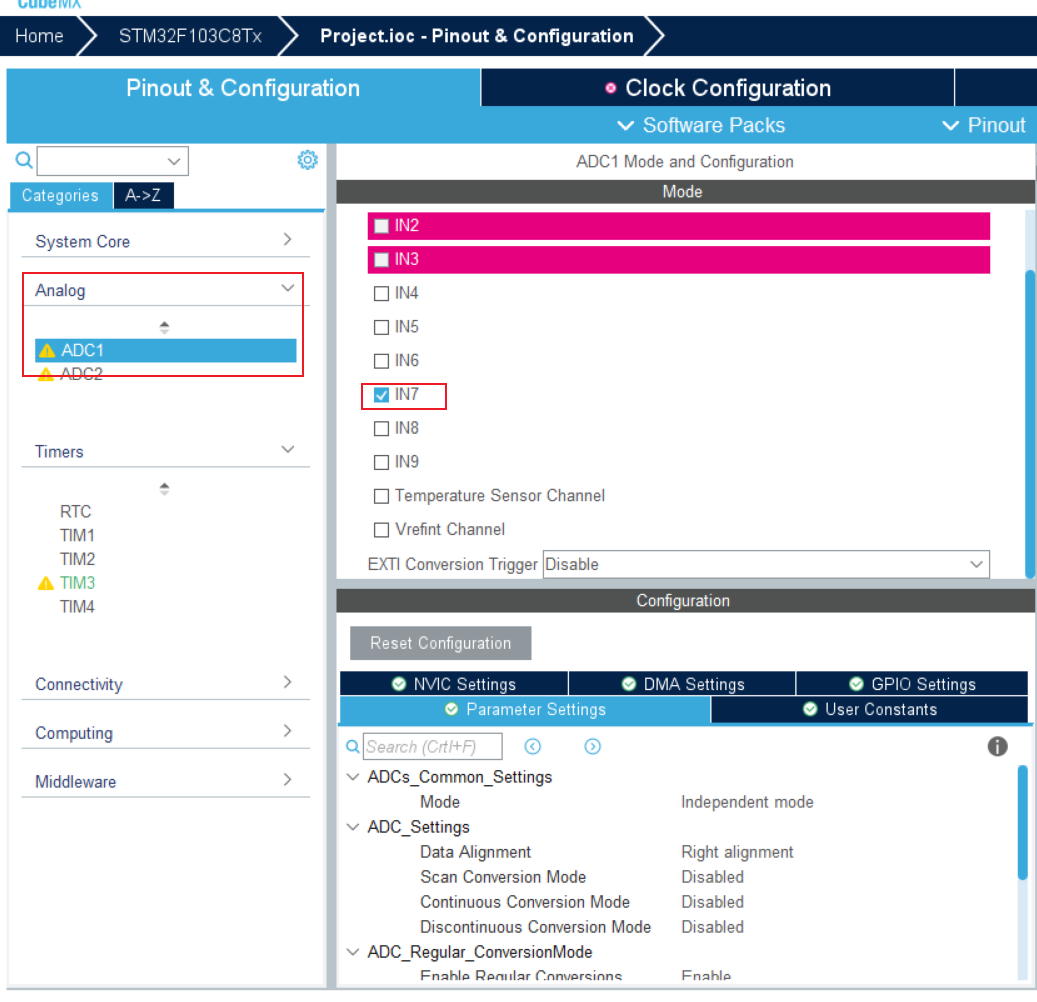 CubeMX
Home STM32F103C8Tx Project.ioc - Pinout & Configuration
Pinout & Configuration
Clock Configuration
Software Packs
Pinout
Categories
A->Z
System Core
Analog
ADC1
ADC2
Timers
RTC
TIM1
TIM2
TIM3
TIM4
Connectivity
Computing
Middleware
ADC1 Mode and Configuration
Mode
IN2
IN3
IN4
IN5
IN6
IN7
IN8
IN9
Temperature Sensor Channel
Vrefint Channel
EXTI Conversion Trigger Disable
Configuration
Reset Configuration
NVIC Settings
DMA Settings
GPIO Settings
Parameter Settings
User Constants
Search (Crtl+F)
ADCs_Common_Settings
Mode Independent mode
ADC_Settings
Data Alignment Right alignment
Scan Conversion Mode Disabled
Continuous Conversion Mode Disabled
Discontinuous Conversion Mode Disabled
ADC_Regular_ConversionMode
Enable Regular Conversions Enable